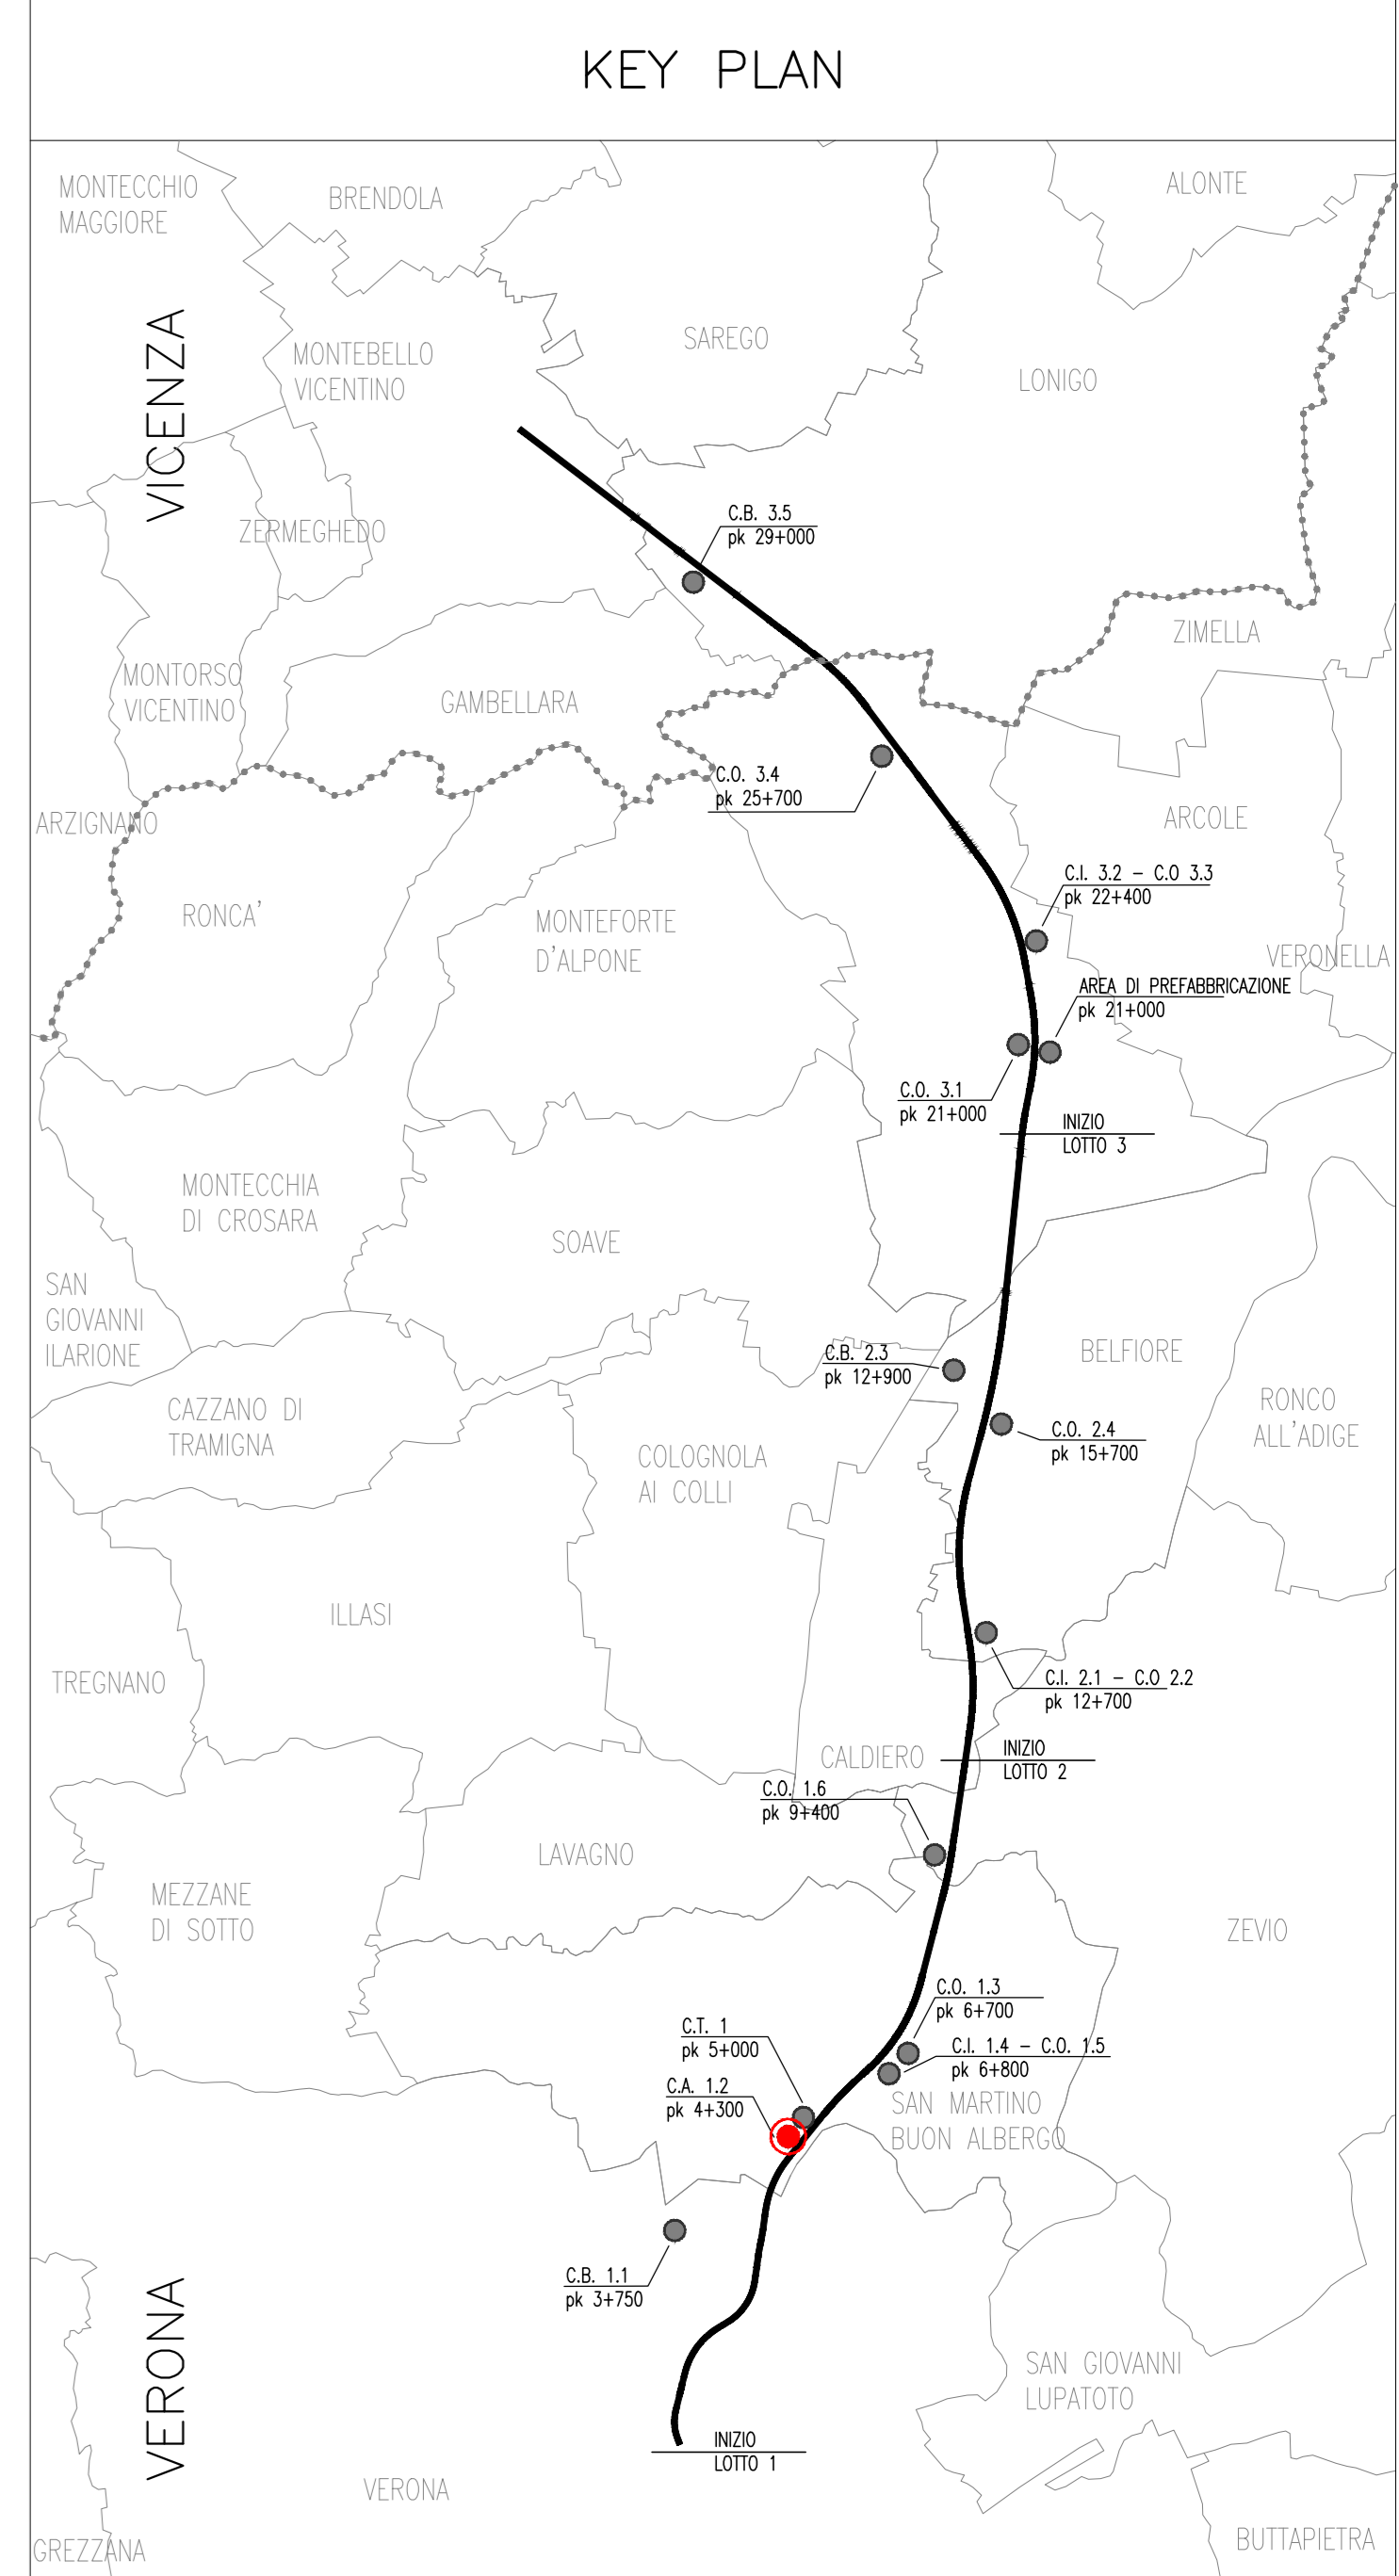 KEY PLAN
MONTECCHIO
MAGGIORE
BRENDOLA
ALONTE
VICENZA
MONTEBELLO
VICENTINO
SAREGO
LONIGO
C.B. 3.5
pk 29+000
ZERMEGHEDO
ZIMELLA
MONTORSO
VICENTINO
GAMBELLARA
C.O. 3.4
pk 25+700
ARZIGNANO
ARCOLE
C.I. 3.2 - C.O 3.3
pk 22+400
RONCA'
MONTEFORTE
D'ALPONE
VERONELLA
AREA DI PREFABBRICAZIONE
pk 21+000
C.O. 3.1
pk 21+000
INIZIO
LOTTO 3
MONTECCHIA
DI CROSARA
SOAVE
SAN
GIOVANNI
ILARIONE
C.B. 2.3
pk 12+900
BELFIORE
CAZZANO DI
TRAMIGNA
RONCO
ALL'ADIGE
C.O. 2.4
pk 15+700
COLOGNOLA
AI COLLI
ILLASI
TREGNANO
C.I. 2.1 - C.O 2.2
pk 12+700
CALDIERO
INIZIO
LOTTO 2
C.O. 1.6
pk 9+400
LAVAGNO
MEZZANE
DI SOTTO
ZEVIO
C.O. 1.3
pk 6+700
C.T. 1
pk 5+000
C.I. 1.4 - C.O. 1.5
pk 6+800
C.A. 1.2
pk 4+300
SAN MARTINO
BUON ALBERGO
C.B. 1.1
pk 3+750
VERONA
SAN GIOVANNI
LUPATOTO
INIZIO
LOTTO 1
VERONA
GREZZANA
BUTTAPIETRA